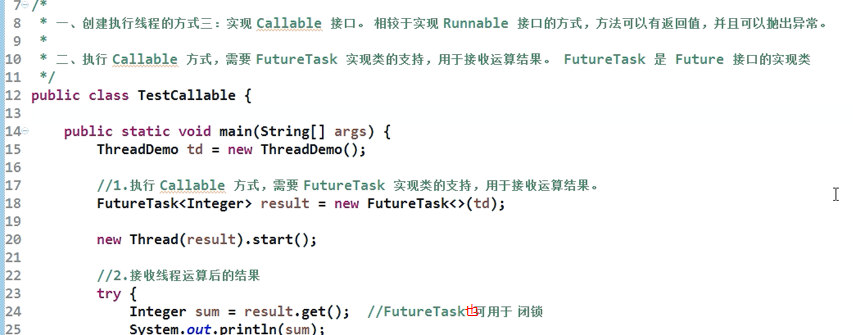 7 /*
8 * 一、创建执行线程的方式三：实现 Callable 接口。 相较于实现 Runnable 接口的方式，方法可以有返回值，并且可以抛出异常。
9 *
10 * 二、执行 Callable 方式，需要 FutureTask 实现类的支持，用于接收运算结果。 FutureTask 是 Future 接口的实现类
11 */
12 public class TestCallable {
13
14 public static void main(String[] args) {
15 ThreadDemo td = new ThreadDemo();
16
17 //1.执行 Callable 方式，需要 FutureTask 实现类的支持，用于接收运算结果。
18 FutureTask<Integer> result = new FutureTask<>(td);
19
20 new Thread(result).start();
21
22 //2.接收线程运算后的结果
23 try {
24 Integer sum = result.get(); //FutureTask 可用于 闭锁
25 System.out.println(sum);